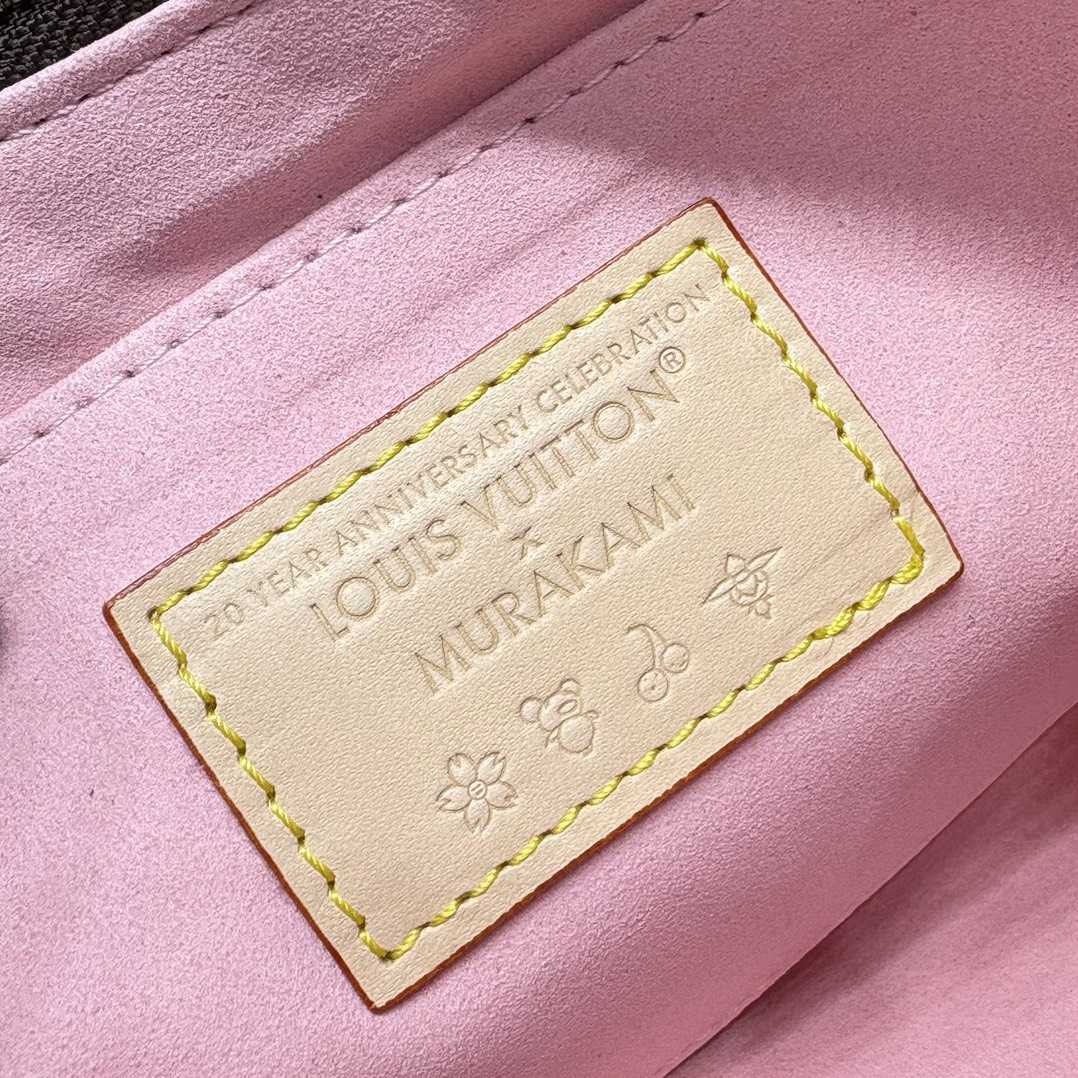 20 YEAR ANNIVERSARY CELEBRATION
LOUIS VUITTON®
×
MURAKAMI